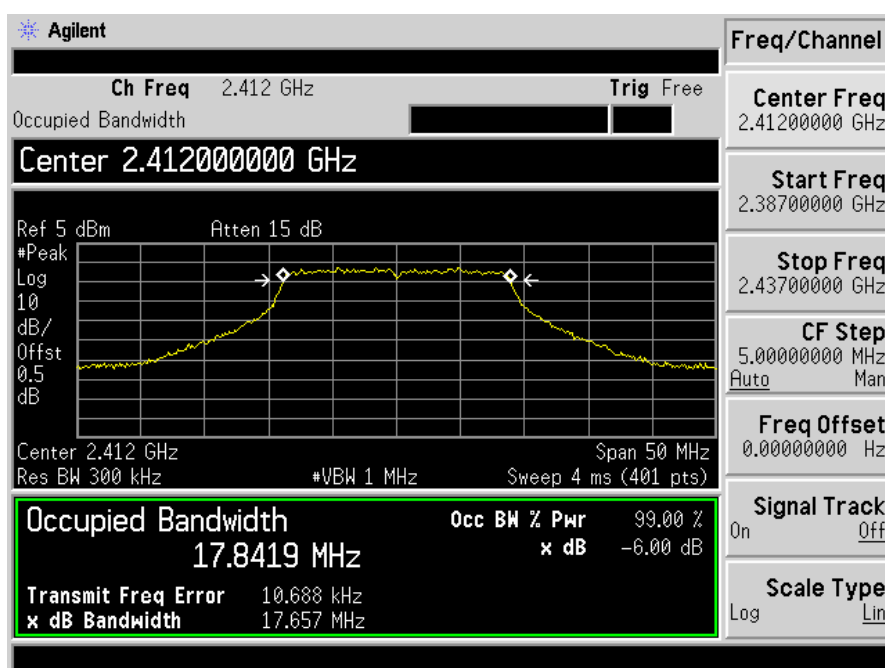 Agilent
Freq/Channel
Ch Freq 2.412 GHz Trig Free
Occupied Bandwidth
Center 2.412000000 GHz
Center Freq
2.41200000 GHz
Start Freq
2.38700000 GHz
Stop Freq
2.43700000 GHz
CF Step
5.00000000 MHz
Auto Man
Freq Offset
0.00000000 Hz
Signal Track
On Off
Scale Type
Log Lin
Ref 5 dBm Atten 15 dB
#Peak
Log
10
dB/
Offst
0.5
dB
Center 2.412 GHz Span 50 MHz
Res BW 300 kHz #VBW 1 MHz Sweep 4 ms (401 pts)
Occupied Bandwidth Occ BW % Pwr 99.00 %
17.8419 MHz x dB -6.00 dB
Transmit Freq Error 10.688 kHz
x dB Bandwidth 17.657 MHz